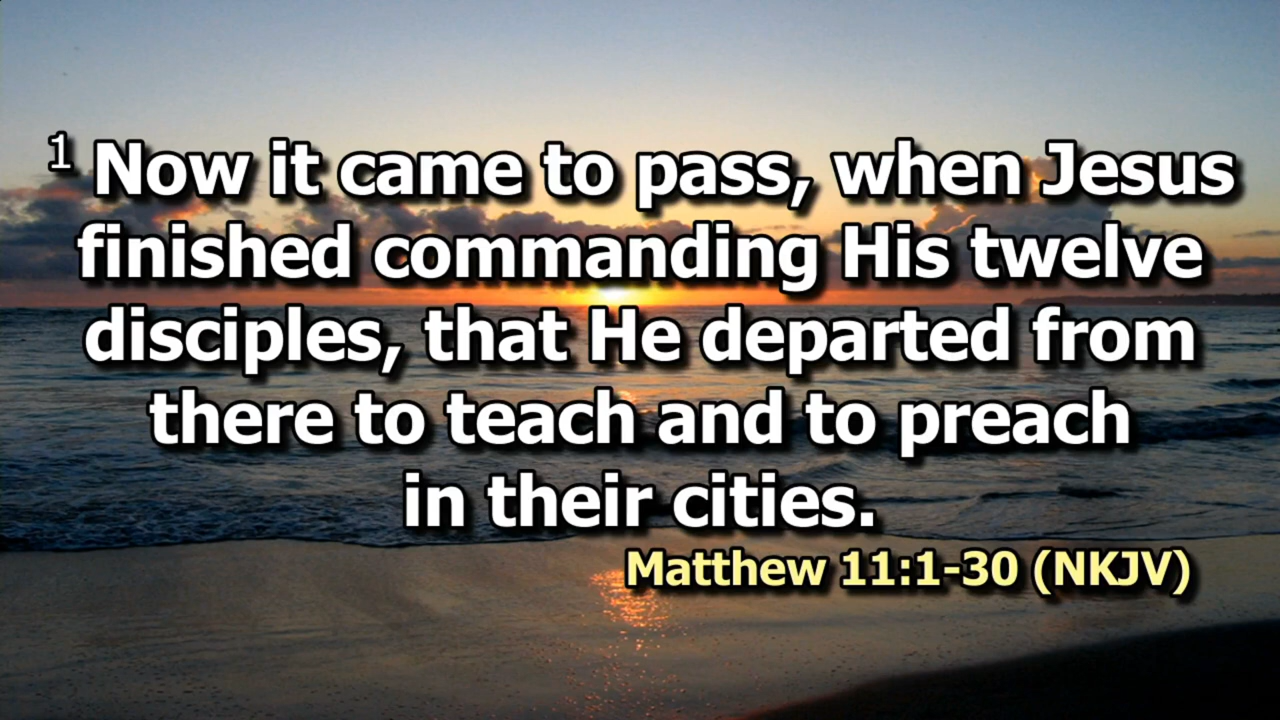 1 Now it came to pass, when Jesus
finished commanding His twelve
disciples, that He departed from
there to teach and to preach
in their cities.
Matthew 11:1-30 (NKJV)